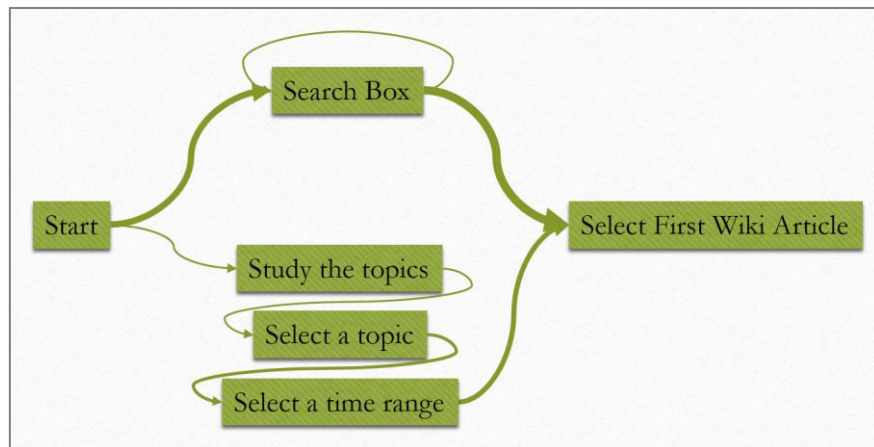 Search Box
Start
Select First Wiki Article
Study the topics
Select a topic
Select a time range